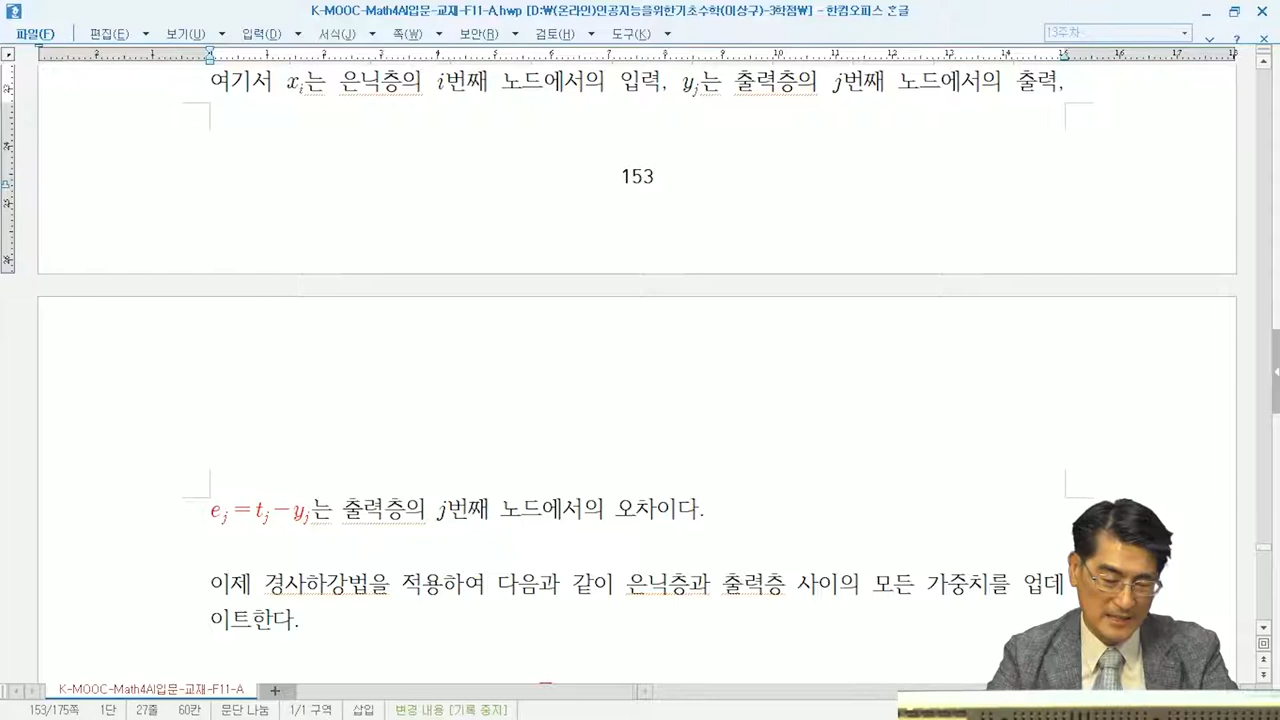 K-MOOC-Math4AI입문-교재-F11-A.hwp [D:₩(온라인)인공지능을위한기초수학(이상구)-3학점₩] - 한컴오피스 흔글
파일(F) 편집(E) 보기(U) 입력(D) 서식(J) 쪽(W) 보안(B) 검토(H) 도구(K) 13주차
여기서 x_i는 은닉층의 i번째 노드에서의 입력, y_j는 출력층의 j번째 노드에서의 출력,
153
e_j = t_j − y_j는 출력층의 j번째 노드에서의 오차이다.
이제 경사하강법을 적용하여 다음과 같이 은닉층과 출력층 사이의 모든 가중치를 업데
이트한다.
K-MOOC-Math4AI입문-교재-F11-A
153/175쪽 1단 27줄 60칸 문단 나눔 1/1 구역 삽입 변경 내용 [기록 중지]